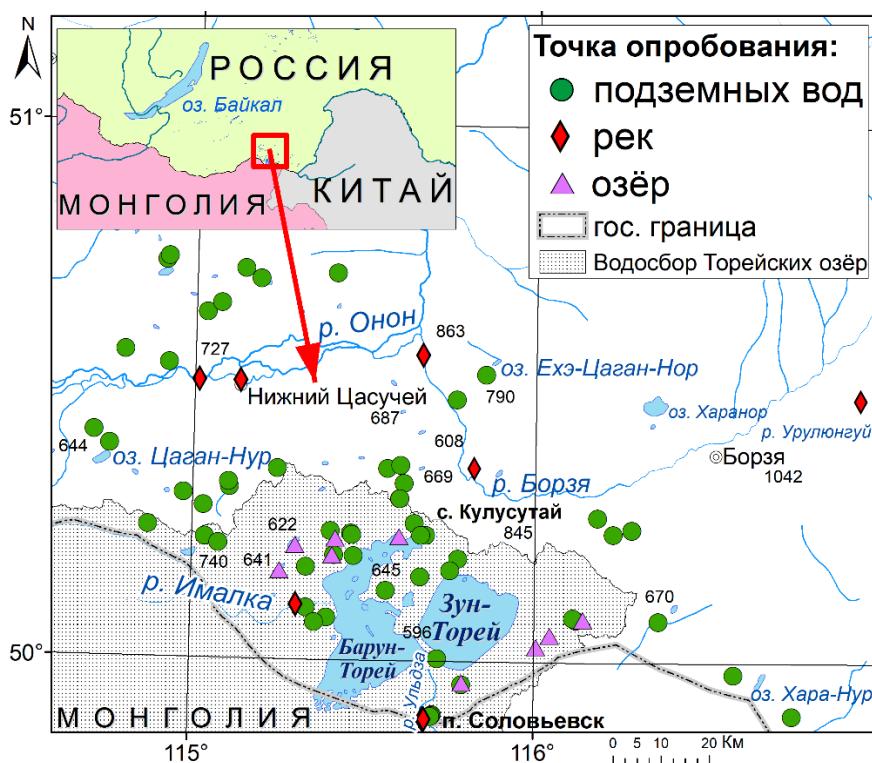 N
51°
РОССИЯ
оз. Байкал
МОНГОЛИЯ
КИТАЙ
Точка опробования:
подземных вод
рек
озёр
гос. граница
Водосбор Торейских озёр
р. Онон
863
727
оз. Ехэ-Цаган-Нор
790
Нижний Цасучей
687
оз. Харанор
р. Урулюнгуй
644
608
оз. Цаган-Нур
669
Борзя
1042
р. Борзя
с. Кулусутай
845
622
740
641
645
р. Ималка
670
Зун-
Торей
596
50°
Барун-
Торей
р. Ульдза
оз. Хара-Нур
МОНГОЛИЯ
п. Соловьевск
115°
116°
0 5 10 20 Км